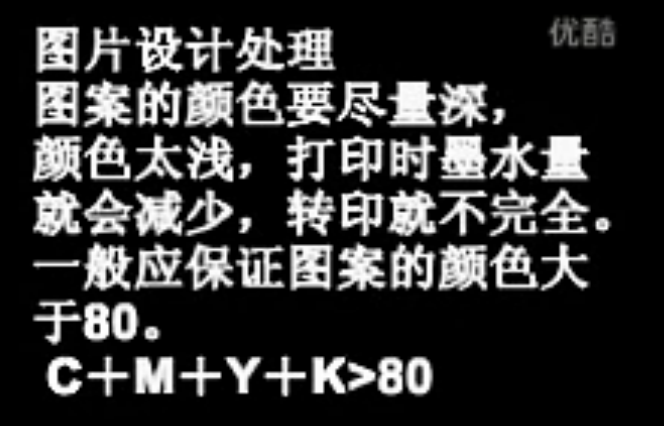 优酷
图片设计处理
图案的颜色要尽量深，
颜色太浅，打印时墨水量
就会减少，转印就不完全。
一般应保证图案的颜色大
于80。
C＋M＋Y＋K>80